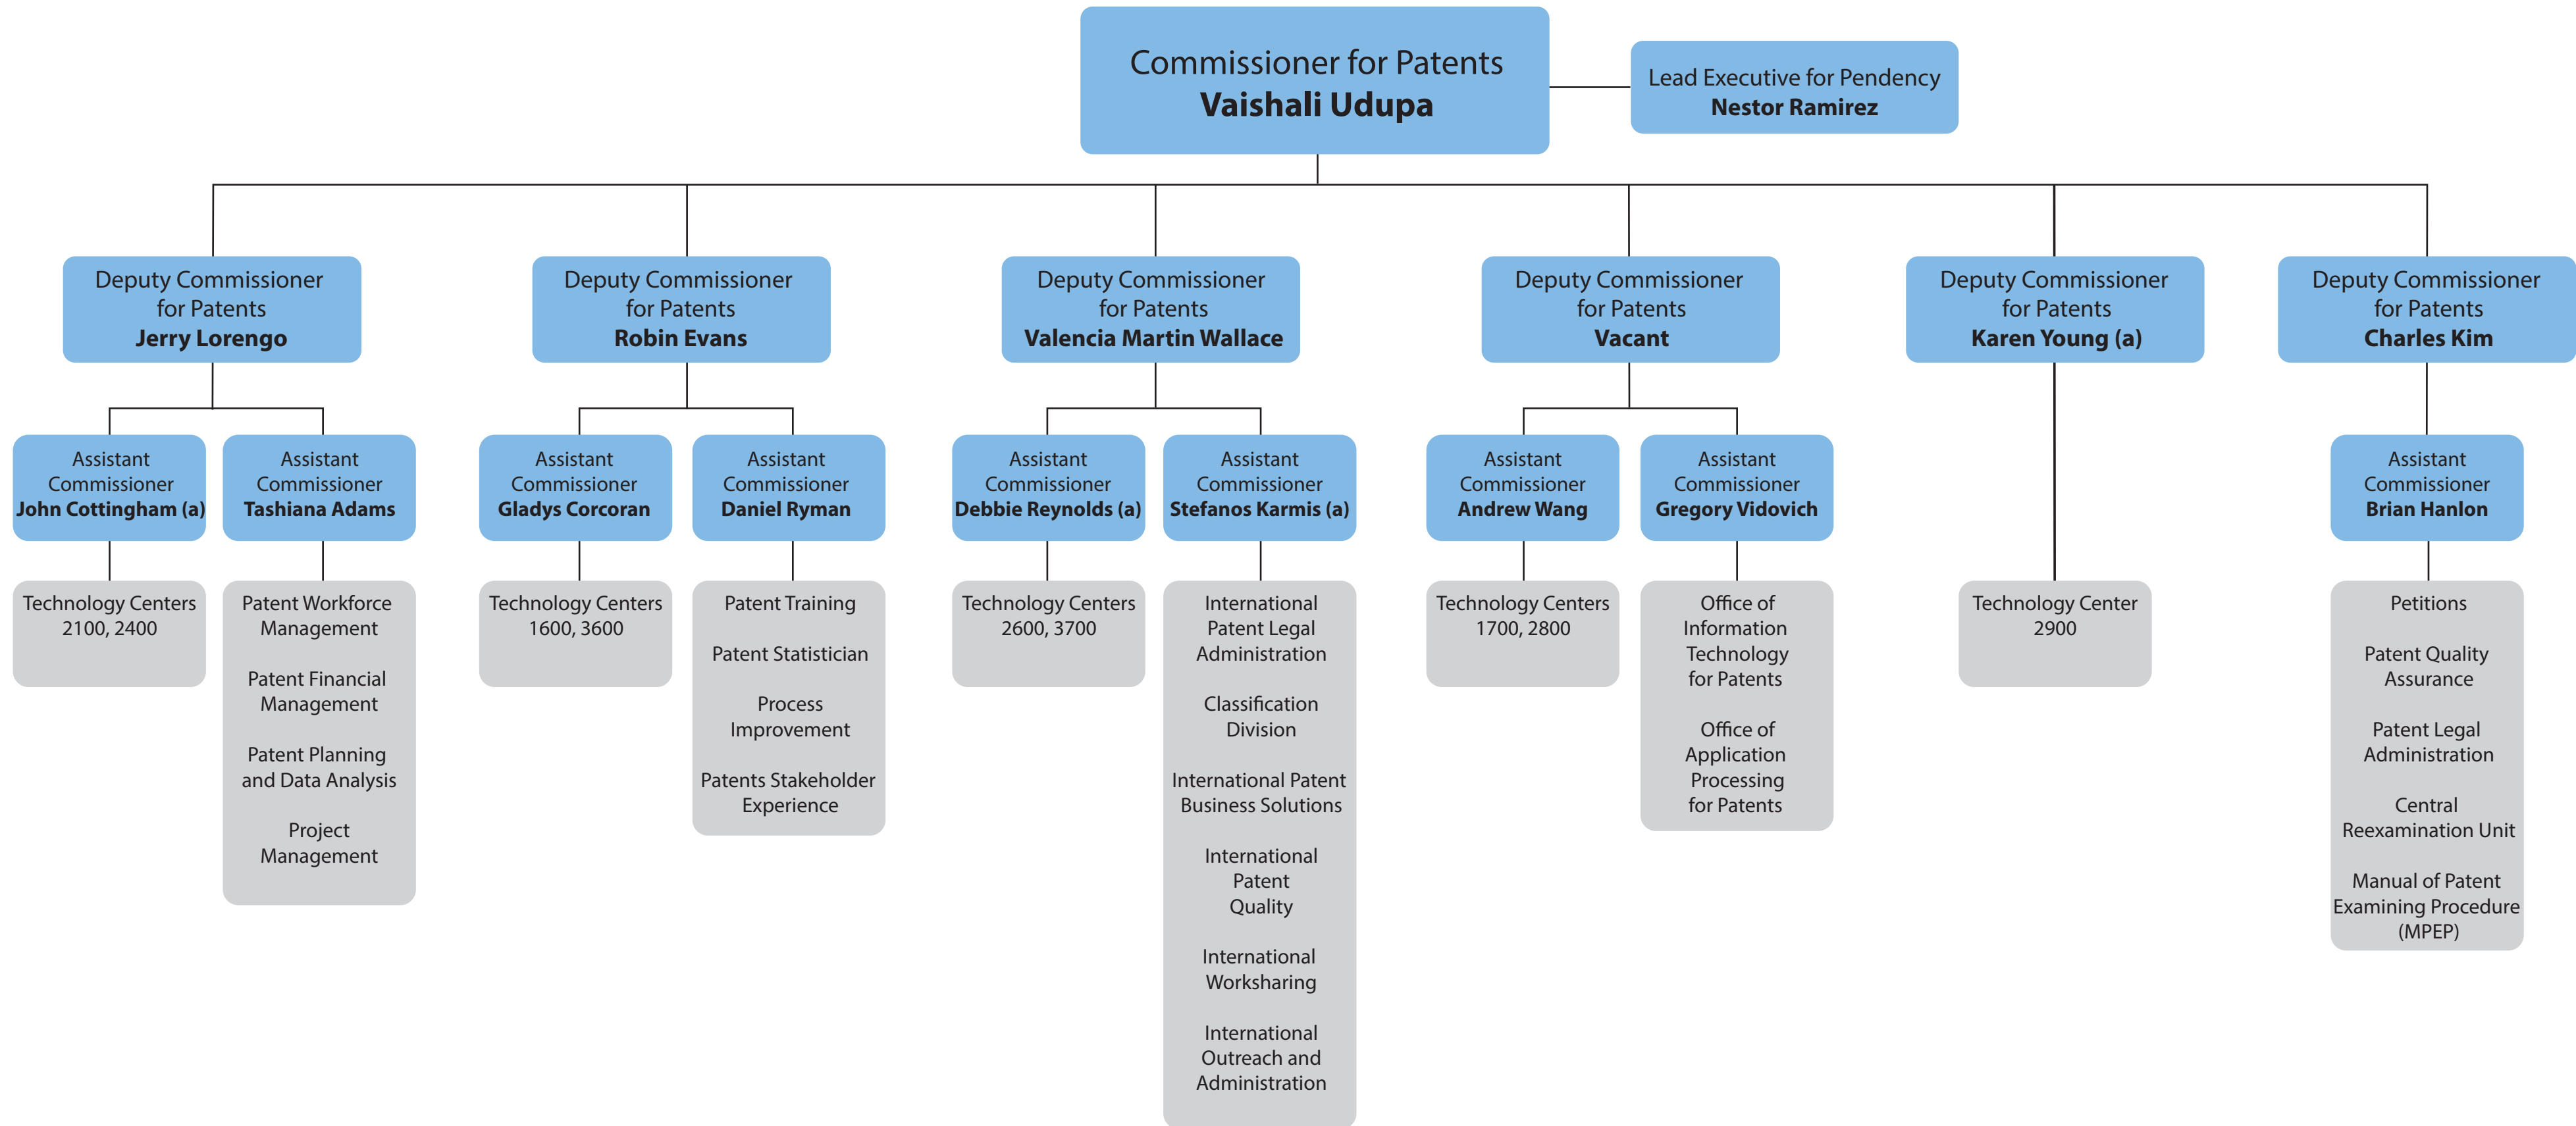 Commissioner for Patents
Vaishali Udupa
Lead Executive for Pendency
Nestor Ramirez
Deputy Commissioner
for Patents
Jerry Lorengo
Deputy Commissioner
for Patents
Robin Evans
Deputy Commissioner
for Patents
Valencia Martin Wallace
Deputy Commissioner
for Patents
Vacant
Deputy Commissioner
for Patents
Karen Young (a)
Deputy Commissioner
for Patents
Charles Kim
Assistant
Commissioner
John Cottingham (a)
Assistant
Commissioner
Tashiana Adams
Assistant
Commissioner
Gladys Corcoran
Assistant
Commissioner
Daniel Ryman
Assistant
Commissioner
Debbie Reynolds (a)
Assistant
Commissioner
Stefanos Karmis (a)
Assistant
Commissioner
Andrew Wang
Assistant
Commissioner
Gregory Vidovich
Assistant
Commissioner
Brian Hanlon
Technology Centers
2100, 2400
Patent Workforce
Management
Patent Financial
Management
Patent Planning
and Data Analysis
Project
Management
Technology Centers
1600, 3600
Patent Training
Patent Statistician
Process
Improvement
Patents Stakeholder
Experience
Technology Centers
2600, 3700
International
Patent Legal
Administration
Classification
Division
International Patent
Business Solutions
International
Patent
Quality
International
Worksharing
International
Outreach and
Administration
Technology Centers
1700, 2800
Office of
Information
Technology
for Patents
Office of
Application
Processing
for Patents
Technology Center
2900
Petitions
Patent Quality
Assurance
Patent Legal
Administration
Central
Reexamination Unit
Manual of Patent
Examining Procedure
(MPEP)